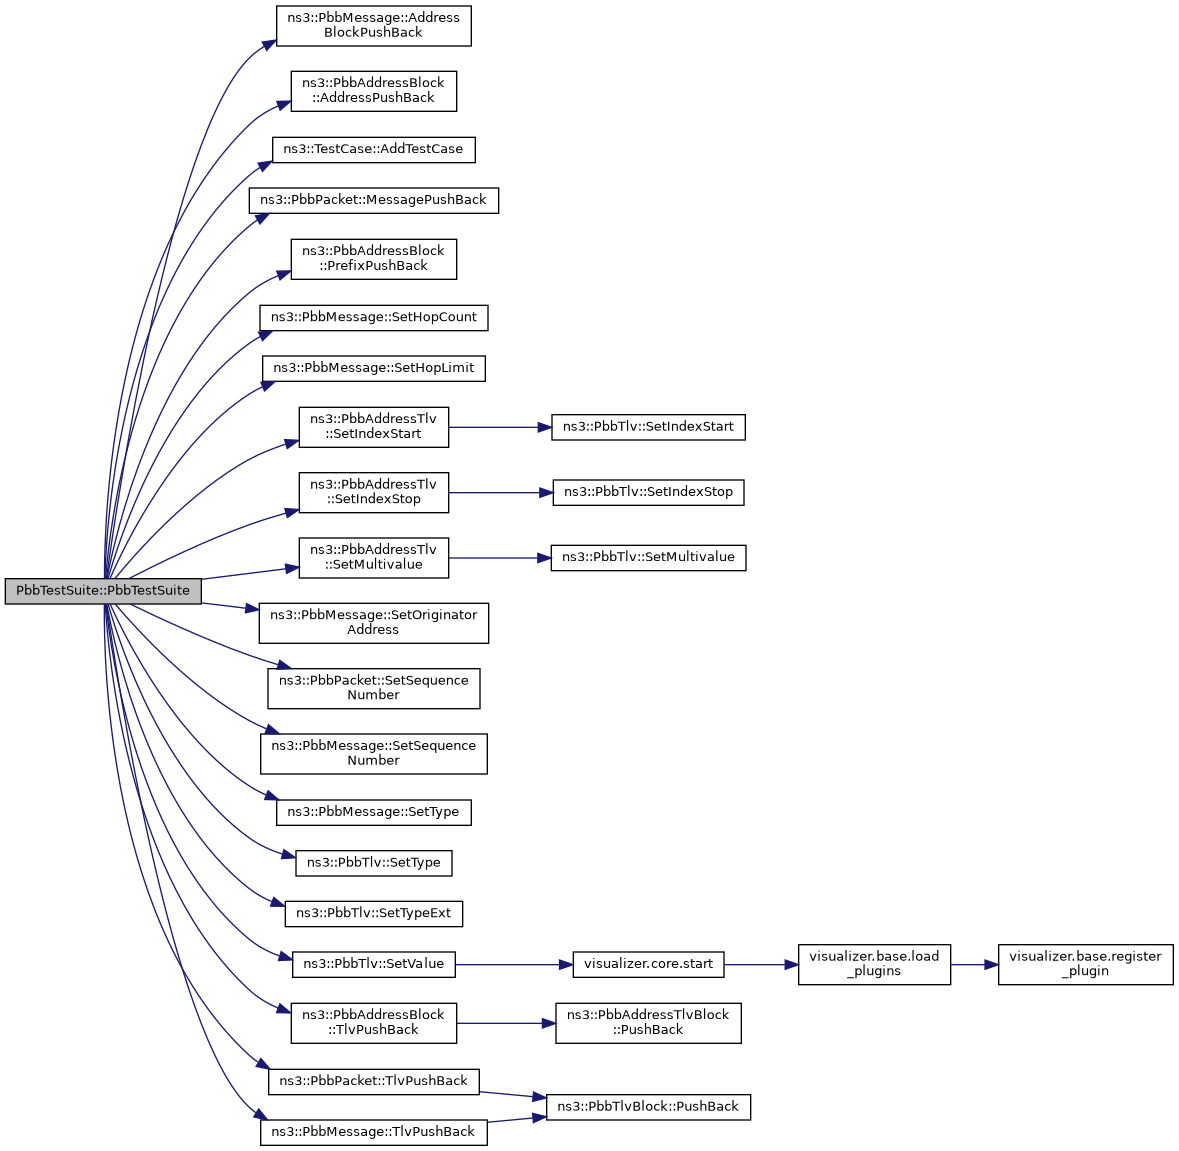 ns3::PbbMessage::Address
BlockPushBack
ns3::PbbAddressBlock
::AddressPushBack
ns3::TestCase::AddTestCase
ns3::PbbPacket::MessagePushBack
ns3::PbbAddressBlock
::PrefixPushBack
ns3::PbbMessage::SetHopCount
ns3::PbbMessage::SetHopLimit
ns3::PbbAddressTlv
::SetIndexStart
ns3::PbbTlv::SetIndexStart
ns3::PbbAddressTlv
::SetIndexStop
ns3::PbbTlv::SetIndexStop
ns3::PbbAddressTlv
::SetMultivalue
ns3::PbbTlv::SetMultivalue
PbbTestSuite::PbbTestSuite
ns3::PbbMessage::SetOriginator
Address
ns3::PbbPacket::SetSequence
Number
ns3::PbbMessage::SetSequence
Number
ns3::PbbMessage::SetType
ns3::PbbTlv::SetType
ns3::PbbTlv::SetTypeExt
ns3::PbbTlv::SetValue
visualizer.core.start
visualizer.base.load
_plugins
visualizer.base.register
_plugin
ns3::PbbAddressBlock
::TlvPushBack
ns3::PbbAddressTlvBlock
::PushBack
ns3::PbbPacket::TlvPushBack
ns3::PbbTlvBlock::PushBack
ns3::PbbMessage::TlvPushBack